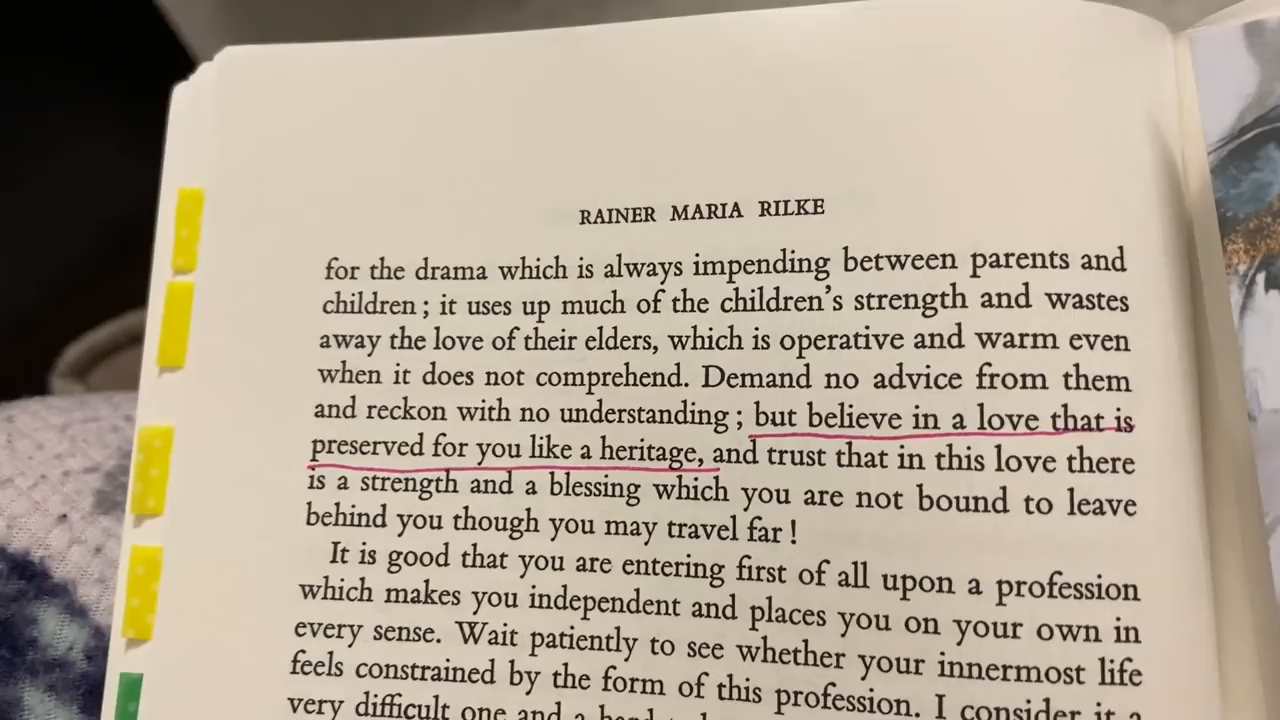 RAINER MARIA RILKE
for the drama which is always impending between parents and
children; it uses up much of the children's strength and wastes
away the love of their elders, which is operative and warm even
when it does not comprehend. Demand no advice from them
and reckon with no understanding; but believe in a love that is
preserved for you like a heritage, and trust that in this love there
is a strength and a blessing which you are not bound to leave
behind you though you may travel far!
It is good that you are entering first of all upon a profession
which makes you independent and places you on your own in
every sense. Wait patiently to see whether your innermost life
feels constrained by the form of this profession. I consider it a
very difficult one and a